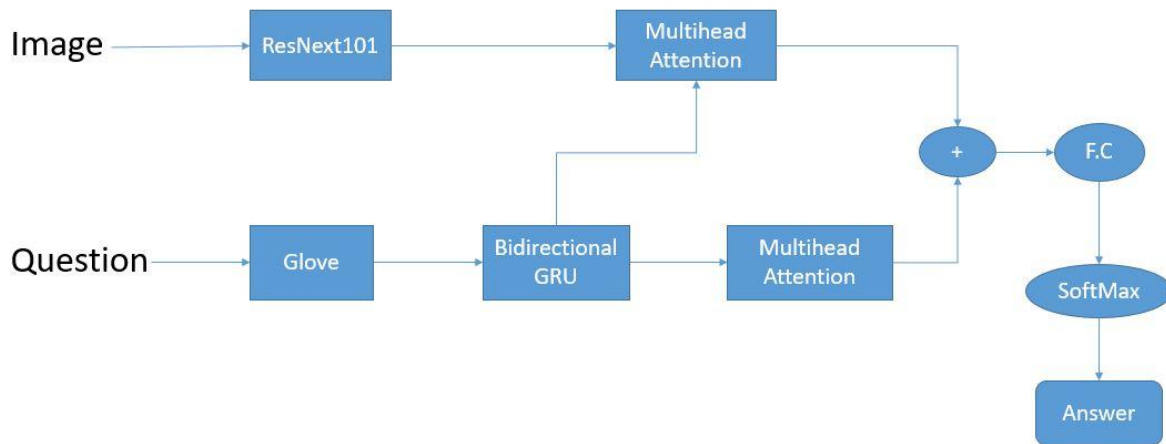 Image
ResNext101
Multihead
Attention
+
F.C
Question
Glove
Bidirectional
GRU
Multihead
Attention
SoftMax
Answer